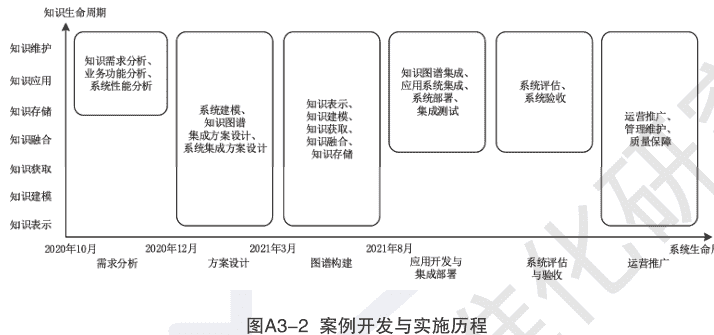 知识生命周期
知识维护
知识应用
知识存储
知识融合
知识获取
知识建模
知识表示
知识需求分析、
业务功能分析、
系统性能分析
系统建模、
知识图谱
集成方案设计、
系统集成方案设计
知识表示、
知识建模、
知识获取、
知识融合、
知识存储
知识图谱集成、
应用系统集成、
系统部署、
集成测试
系统评估、
系统验收
运营推广、
管理维护、
质量保障
2020年10月
2020年12月
2021年3月
2021年8月
系统生命周
需求分析
方案设计
图谱构建
应用开发与
集成部署
系统评估
与验收
运营推广
图A3-2 案例开发与实施历程